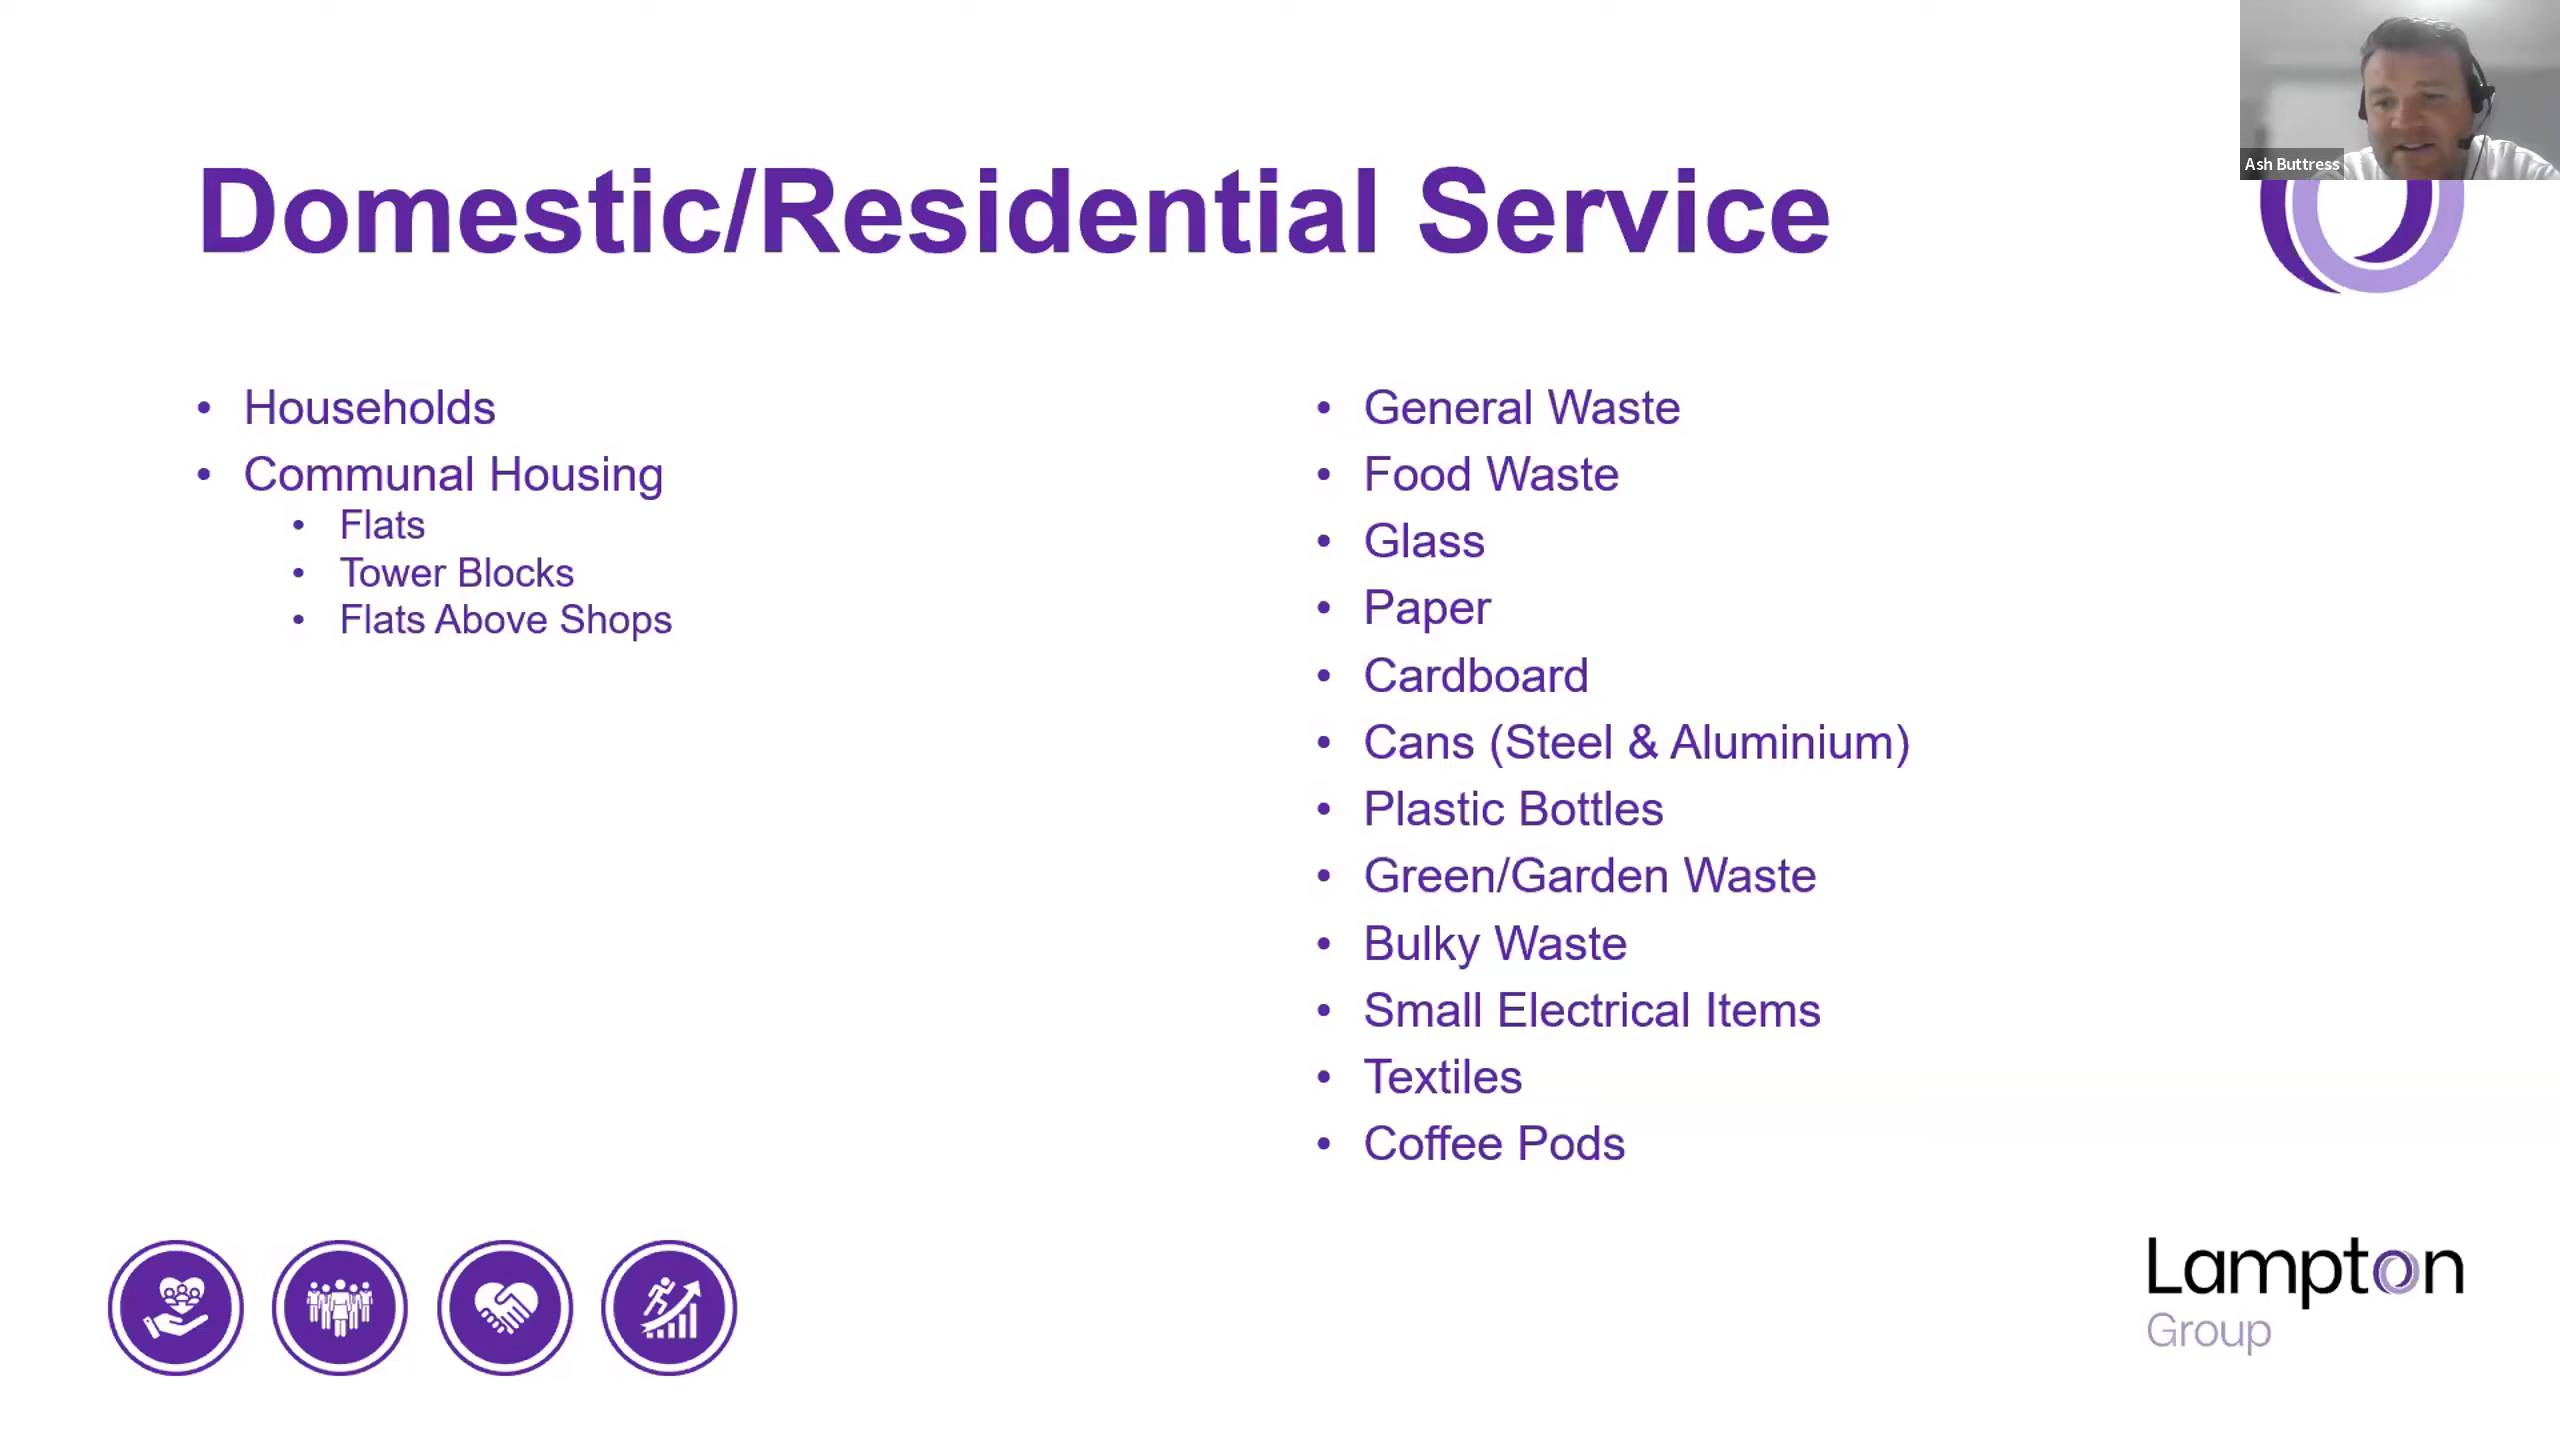 Ash Buttress
Domestic/Residential Service
• Households
• Communal Housing
• Flats
• Tower Blocks
• Flats Above Shops
• General Waste
• Food Waste
• Glass
• Paper
• Cardboard
• Cans (Steel & Aluminium)
• Plastic Bottles
• Green/Garden Waste
• Bulky Waste
• Small Electrical Items
• Textiles
• Coffee Pods
Lampton
Group